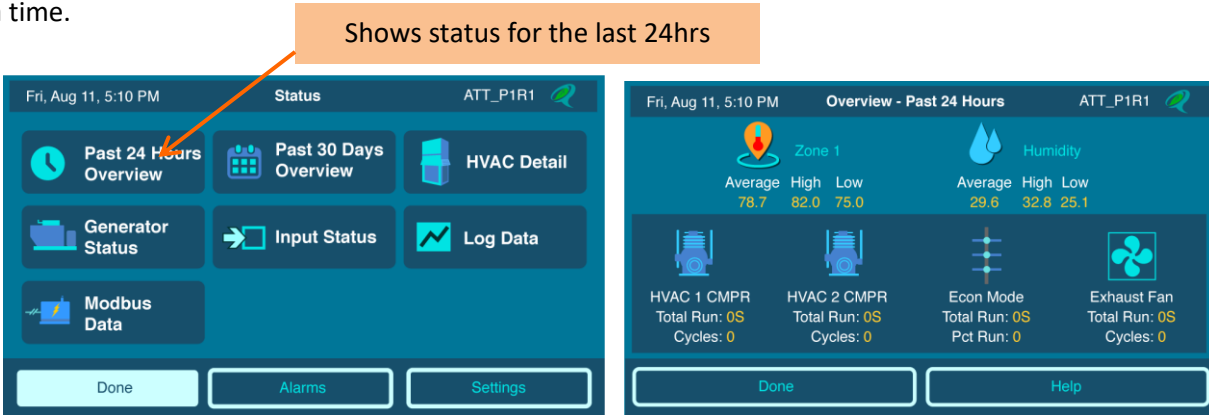 time.
Shows status for the last 24hrs
Fri, Aug 11, 5:10 PM Status ATT_P1R1
Past 24 Hours
Overview
Past 30 Days
Overview
HVAC Detail
Generator
Status
Input Status
Log Data
Modbus
Data
Done Alarms Settings
Fri, Aug 11, 5:10 PM Overview - Past 24 Hours ATT_P1R1
Zone 1 Humidity
Average High Low Average High Low
78.7 82.0 75.0 29.6 32.8 25.1
HVAC 1 CMPR HVAC 2 CMPR Econ Mode Exhaust Fan
Total Run: 0S Total Run: 0S Total Run: 0S Total Run: 0S
Cycles: 0 Cycles: 0 Pct Run: 0 Cycles: 0
Done Help